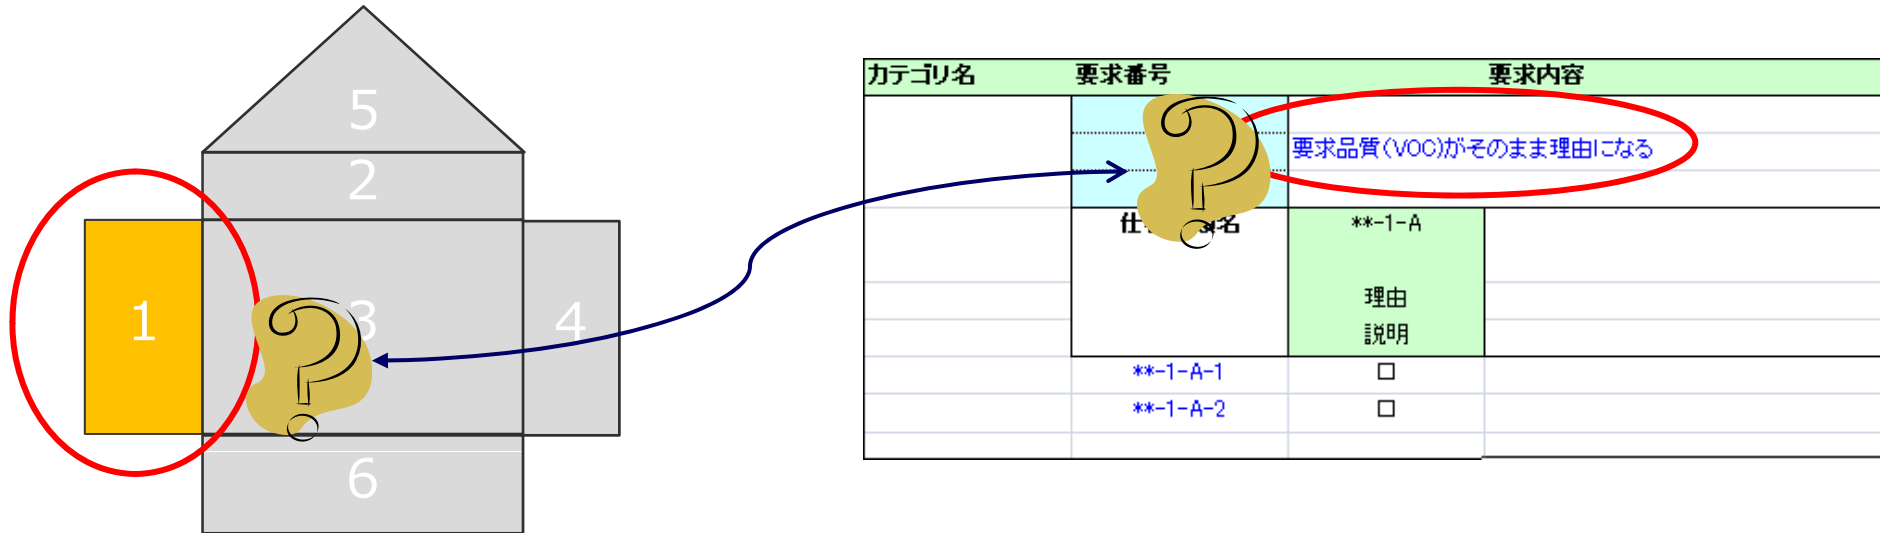 5
2
1
3
4
6
カテゴリ名 要求番号 要求内容
要求品質(VOC)がそのまま理由になる
**-1-A
理由
説明
**-1-A-1 □
**-1-A-2 □